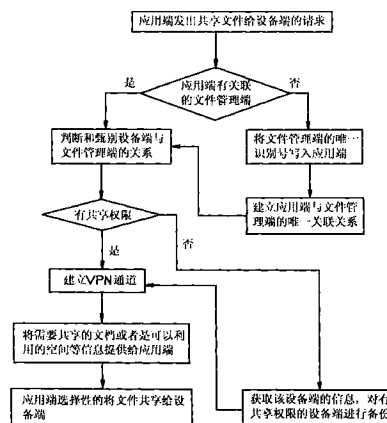 应用端发出共享文件给设备端的请求
应用端有关联
的文件管理端
是
否
判断和甄别设备端与
文件管理端的关系
将文件管理端的唯一
识别号写入应用端
建立应用端与文件管
理端的唯一关联关系
有共享权限
是
否
建立VPN通道
将需要共享的文档或者是可以利
用的空间等信息提供给应用端
应用端选择性的将文件共享给设
备端
获取该设备端的信息，对有
共享权限的设备端进行备份